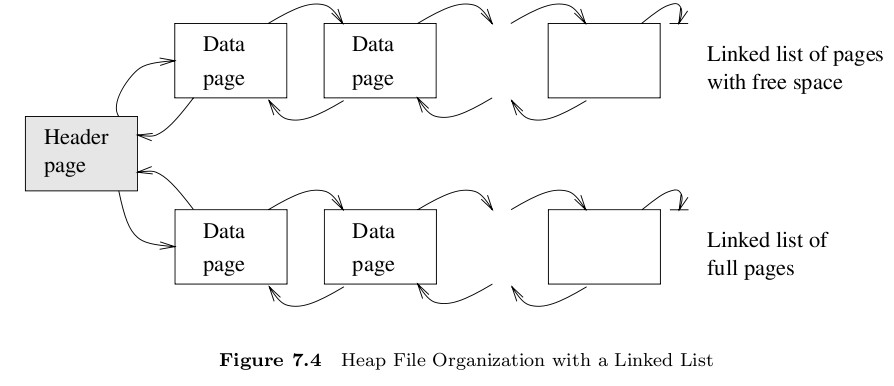 Data
page
Data
page
Linked list of pages
with free space
Header
page
Data
page
Data
page
Linked list of
full pages
Figure 7.4 Heap File Organization with a Linked List